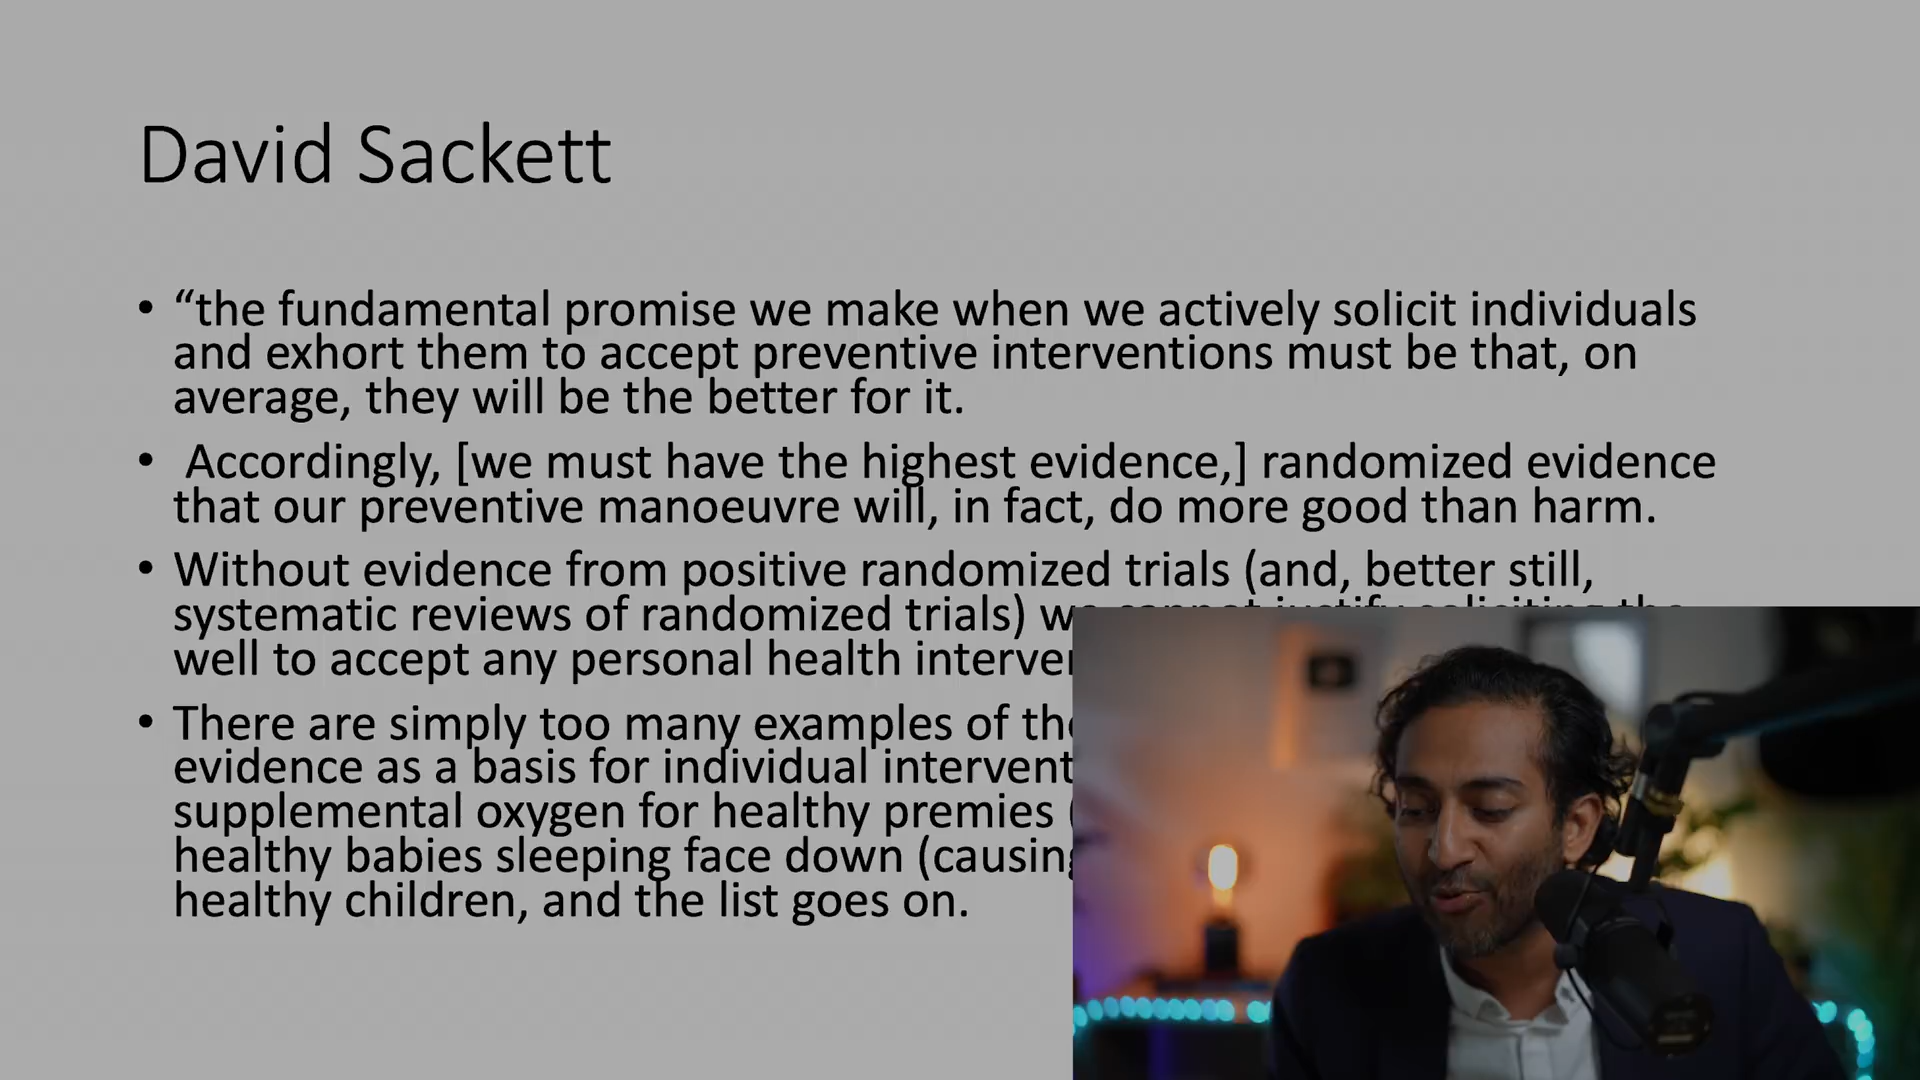 David Sackett
• “the fundamental promise we make when we actively solicit individuals
and exhort them to accept preventive interventions must be that, on
average, they will be the better for it.
• Accordingly, [we must have the highest evidence,] randomized evidence
that our preventive manoeuvre will, in fact, do more good than harm.
• Without evidence from positive randomized trials (and, better still,
systematic reviews of randomized trials) we cannot justify soliciting the
well to accept any personal health
• There are simply too many examples of
evidence as a basis for individual
supplemental oxygen for healthy premies
healthy babies sleeping face down
healthy children, and the list goes on.